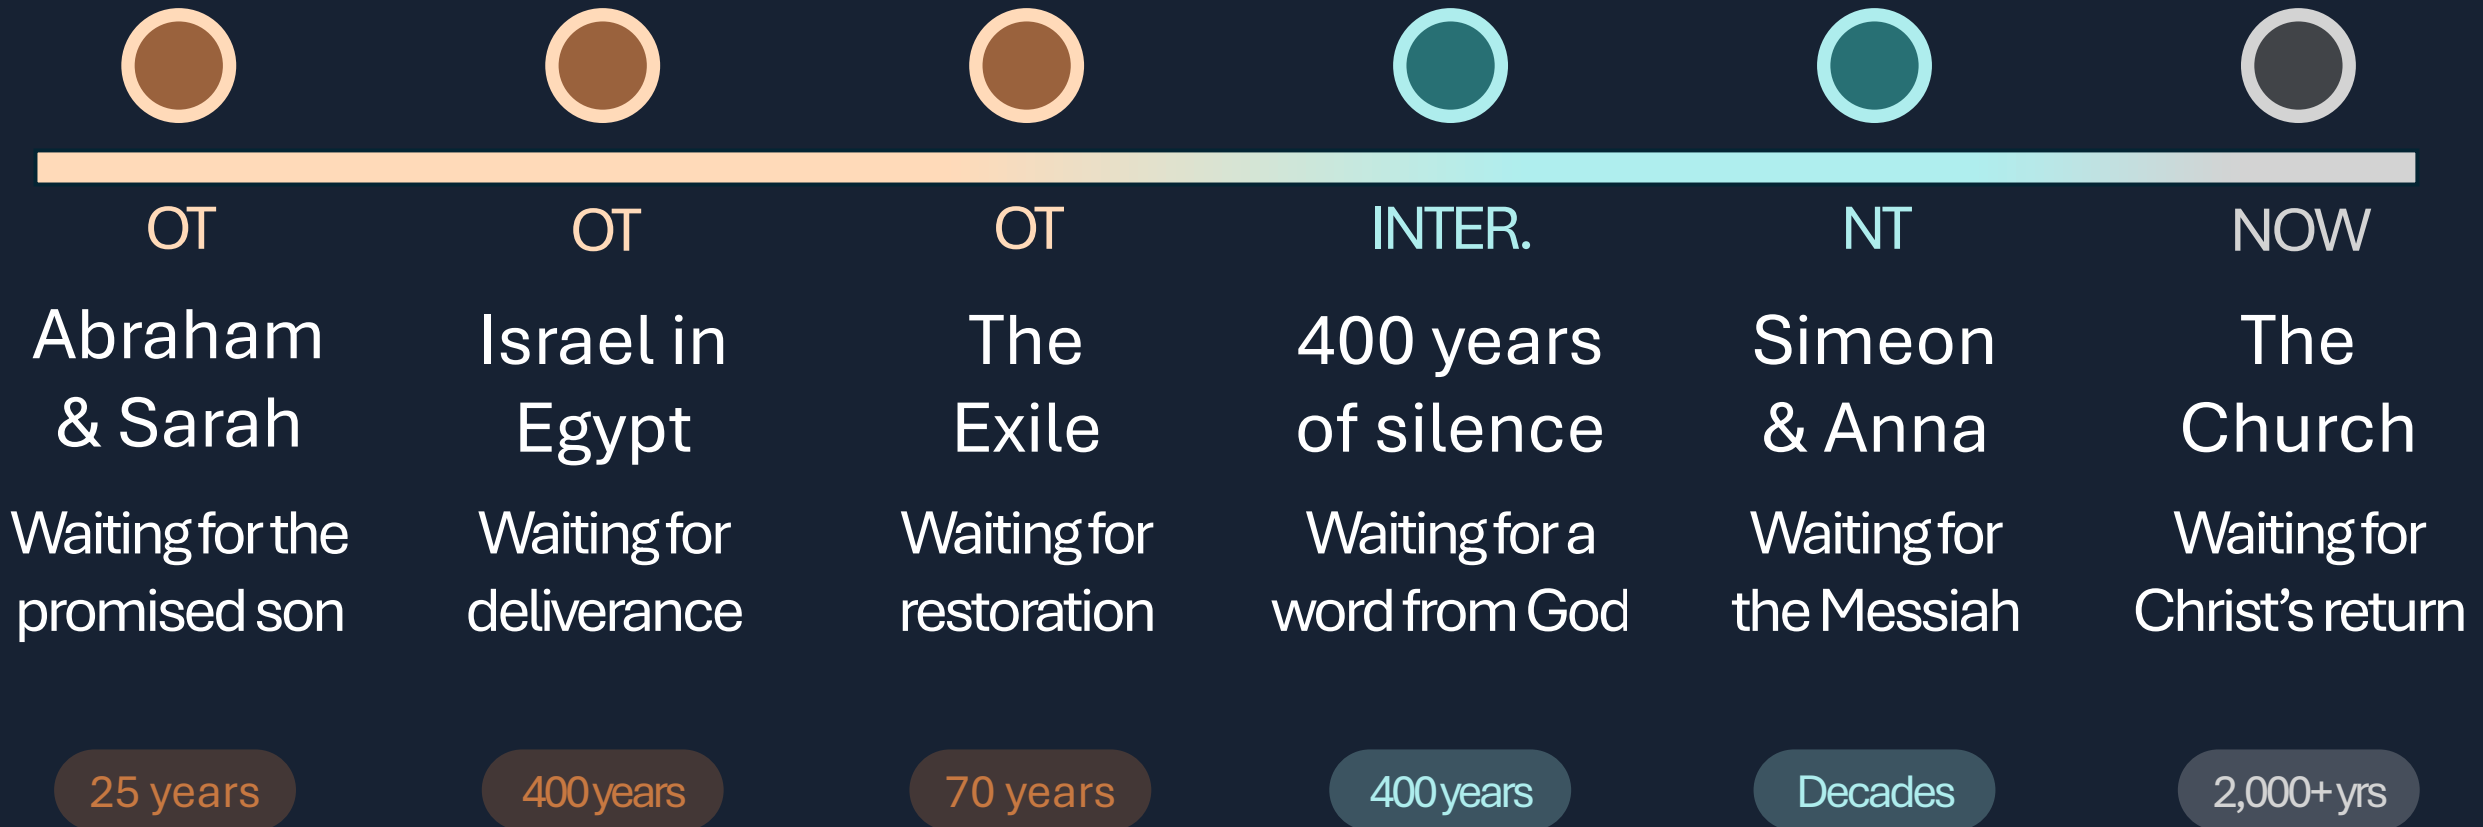 OT
Abraham
& Sarah
Waiting for the
promised son
25 years
OT
Israel in
Egypt
Waiting for
deliverance
400 years
OT
The
Exile
Waiting for
restoration
70 years
INTER.
400 years
of silence
Waiting for a
word from God
400 years
NT
Simeon
& Anna
Waiting for
the Messiah
Decades
NOW
The
Church
Waiting for
Christ’s return
2,000+ yrs